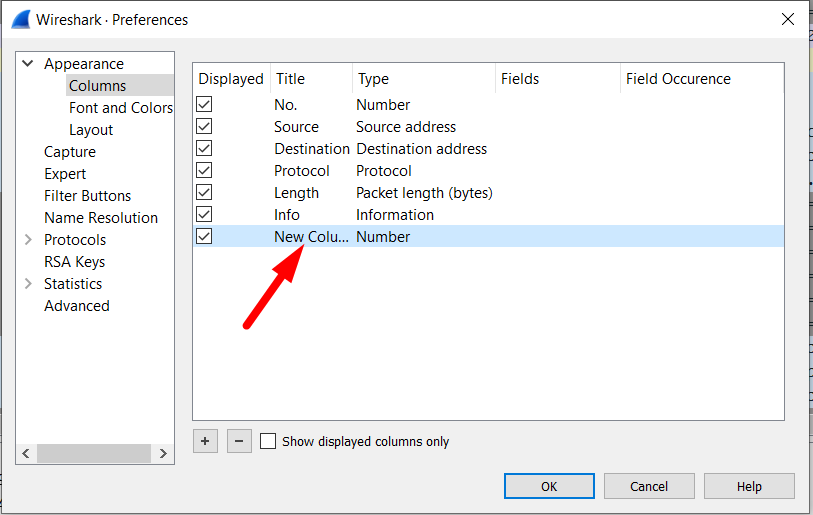 Wireshark · Preferences
Appearance
Columns
Font and Colors
Layout
Capture
Expert
Filter Buttons
Name Resolution
Protocols
RSA Keys
Statistics
Advanced
Displayed Title Type Fields Field Occurence
No. Number
Source Source address
Destination Destination address
Protocol Protocol
Length Packet length (bytes)
Info Information
New Colu... Number
+ - Show displayed columns only
OK Cancel Help